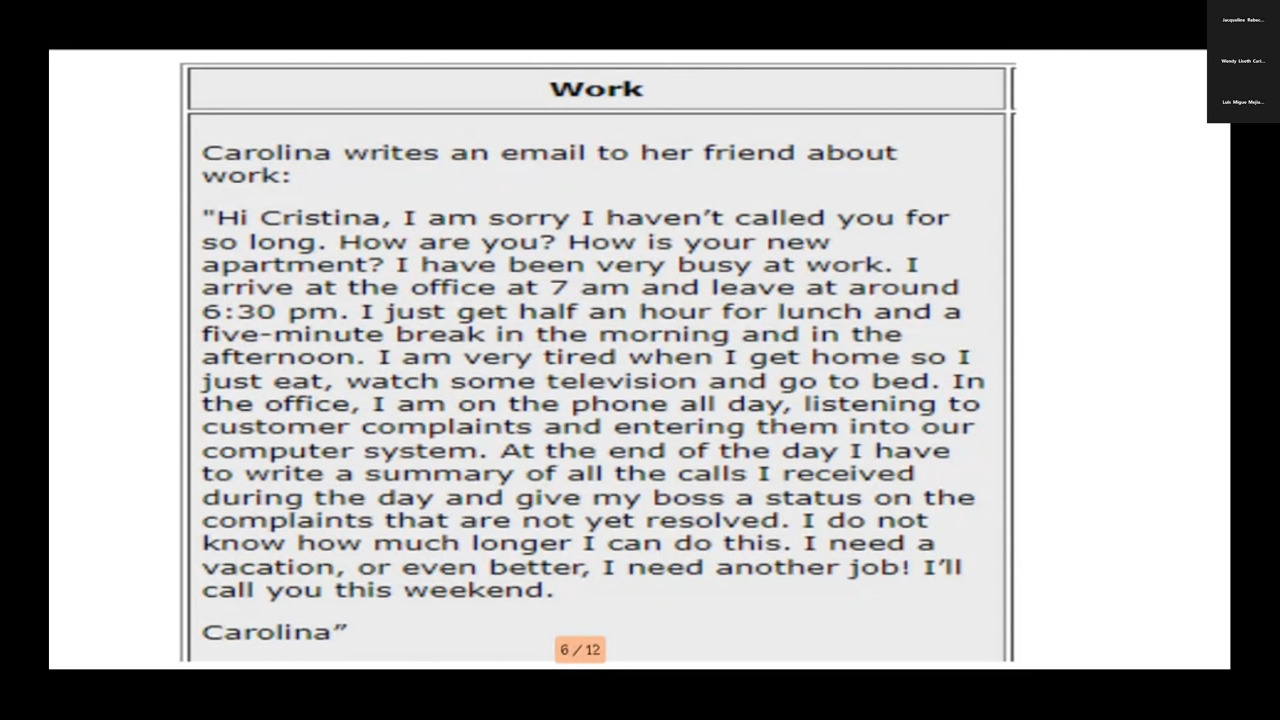 Jacqueline Rebec...
Wendy Liseth Cari...
Luis Migue Mejia...
Work
Carolina writes an email to her friend about
work:
"Hi Cristina, I am sorry I haven’t called you for
so long. How are you? How is your new
apartment? I have been very busy at work. I
arrive at the office at 7 am and leave at around
6:30 pm. I just get half an hour for lunch and a
five-minute break in the morning and in the
afternoon. I am very tired when I get home so I
just eat, watch some television and go to bed. In
the office, I am on the phone all day, listening to
customer complaints and entering them into our
computer system. At the end of the day I have
to write a summary of all the calls I received
during the day and give my boss a status on the
complaints that are not yet resolved. I do not
know how much longer I can do this. I need a
vacation, or even better, I need another job! I’ll
call you this weekend.
Carolina”
6 / 12